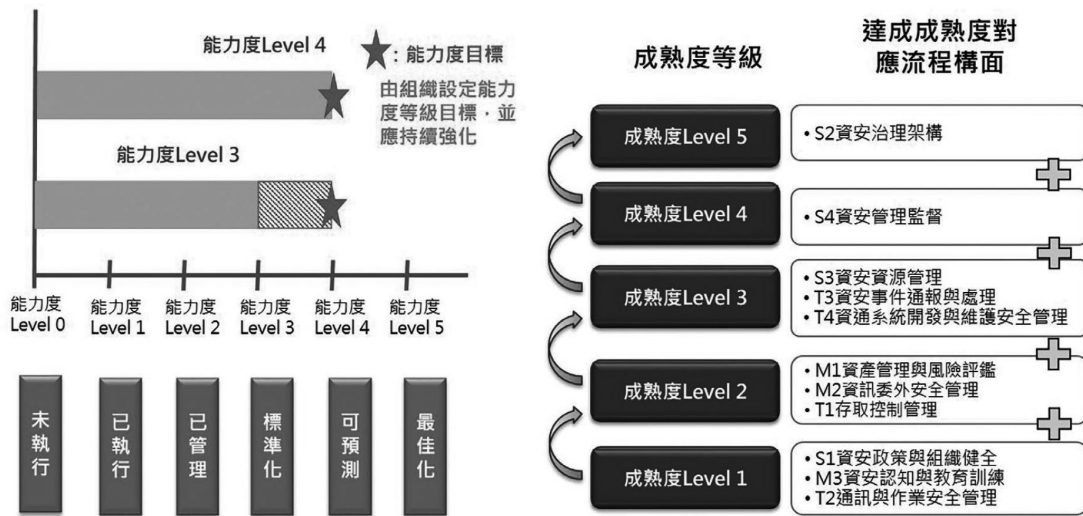 能力度Level 4
★：能力度目標
由組織設定能力
度等級目標，並
應持續強化
能力度Level 3
能力度
Level 0
能力度
Level 1
能力度
Level 2
能力度
Level 3
能力度
Level 4
能力度
Level 5
未執行
已執行
已管理
標準化
可預測
最佳化
成熟度等級
達成成熟度對
應流程構面
成熟度Level 5
• S2資安治理架構
成熟度Level 4
• S4資安管理監督
成熟度Level 3
• S3資安資源管理
• T3資安事件通報與處理
• T4資通系統開發與維護安全管理
成熟度Level 2
• M1資產管理與風險評鑑
• M2資訊委外安全管理
• T1存取控制管理
成熟度Level 1
• S1資安政策與組織健全
• M3資安認知與教育訓練
• T2通訊與作業安全管理